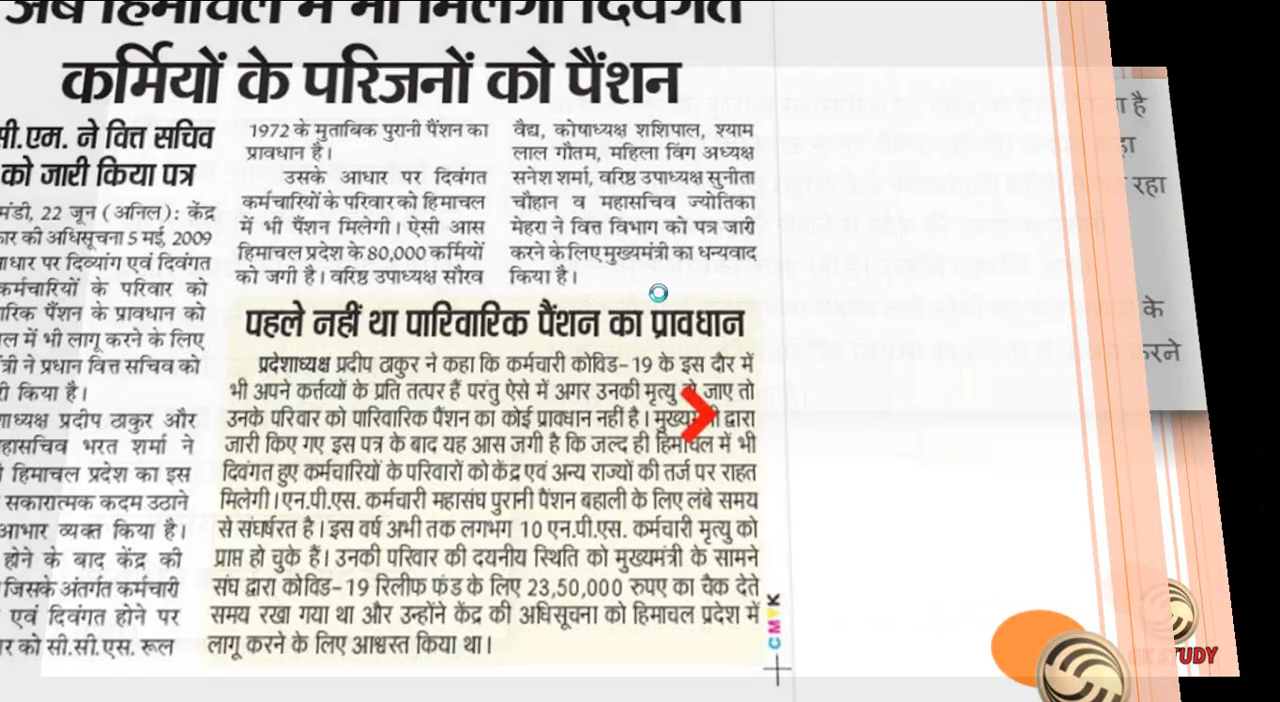 अब हिमाचल में भी मिलेगी दिवंगत
कर्मियों के परिजनों को पैंशन
सी.एम. ने वित्त सचिव
को जारी किया पत्र
मंडी, 22 जून (अनिल): केंद्र
की अधिसूचना 5 मई, 2009
आधार पर दिव्यांग एवं दिवंगत
कर्मचारियों के परिवार को
पैंशन के प्रावधान को
में भी लागू करने के लिए
ने प्रधान वित्त सचिव को
किया है।
प्रदीप ठाकुर और
महासचिव भरत शर्मा ने
हिमाचल प्रदेश का इस
सकारात्मक कदम उठाने
आभार व्यक्त किया है।
होने के बाद केंद्र की
जिसके अंतर्गत कर्मचारी
एवं दिवंगत होने पर
को सी.सी.एस. रूल
1972 के मुताबिक पुरानी पैंशन का
प्रावधान है।
उसके आधार पर दिवंगत
कर्मचारियों के परिवार को हिमाचल
में भी पैंशन मिलेगी। ऐसी आस
हिमाचल प्रदेश के 80,000 कर्मियों
को जगी है। वरिष्ठ उपाध्यक्ष सौरव
वैद्य, कोषाध्यक्ष शशिपाल, श्याम
लाल गौतम, महिला विंग अध्यक्ष
सनेश शर्मा, वरिष्ठ उपाध्यक्ष सुनीता
चौहान व महासचिव ज्योतिका
मेहरा ने वित्त विभाग को पत्र जारी
करने के लिए मुख्यमंत्री का धन्यवाद
किया है।
पहले नहीं था पारिवारिक पैंशन का प्रावधान
प्रदेशाध्यक्ष प्रदीप ठाकुर ने कहा कि कर्मचारी कोविड-19 के इस दौर में
भी अपने कर्तव्यों के प्रति तत्पर हैं परंतु ऐसे में अगर उनकी मृत्यु हो जाए तो
उनके परिवार को पारिवारिक पैंशन का कोई प्रावधान नहीं है। मुख्यमंत्री द्वारा
जारी किए गए इस पत्र के बाद यह आस जगी है कि जल्द ही हिमाचल में भी
दिवंगत हुए कर्मचारियों के परिवारों को केंद्र एवं अन्य राज्यों की तर्ज पर राहत
मिलेगी। एन.पी.एस. कर्मचारी महासंघ पुरानी पैंशन बहाली के लिए लंबे समय
से संघर्षरत है। इस वर्ष अभी तक लगभग 10 एन.पी.एस. कर्मचारी मृत्यु को
प्राप्त हो चुके हैं। उनकी परिवार की दयनीय स्थिति को मुख्यमंत्री के सामने
संघ द्वारा कोविड-19 रिलीफ फंड के लिए 23,50,000 रुपए का चैक देते
समय रखा गया था और उन्होंने केंद्र की अधिसूचना को हिमाचल प्रदेश में
लागू करने के लिए आश्वस्त किया था।
CMYK
है
रहा
के
करने
STUDY